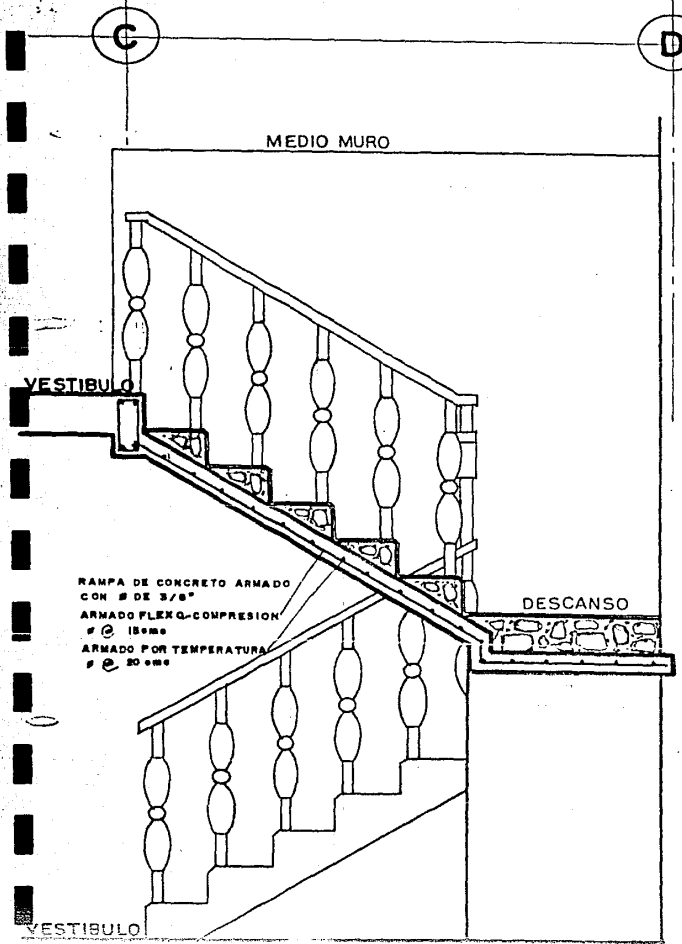 C
D
MEDIO MURO
VESTIBULO
RAMPA DE CONCRETO ARMADO
CON # DE 3/8"
ARMADO FLEXO-COMPRESION
# @ 15cms
ARMADO POR TEMPERATURA
# @ 20 cms
DESCANSO
VESTIBULO